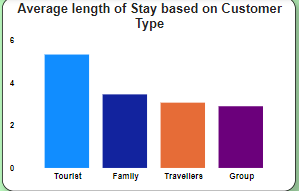 Average length of Stay based on Customer
Type
6
4
2
0
Tourist Family Travellers Group